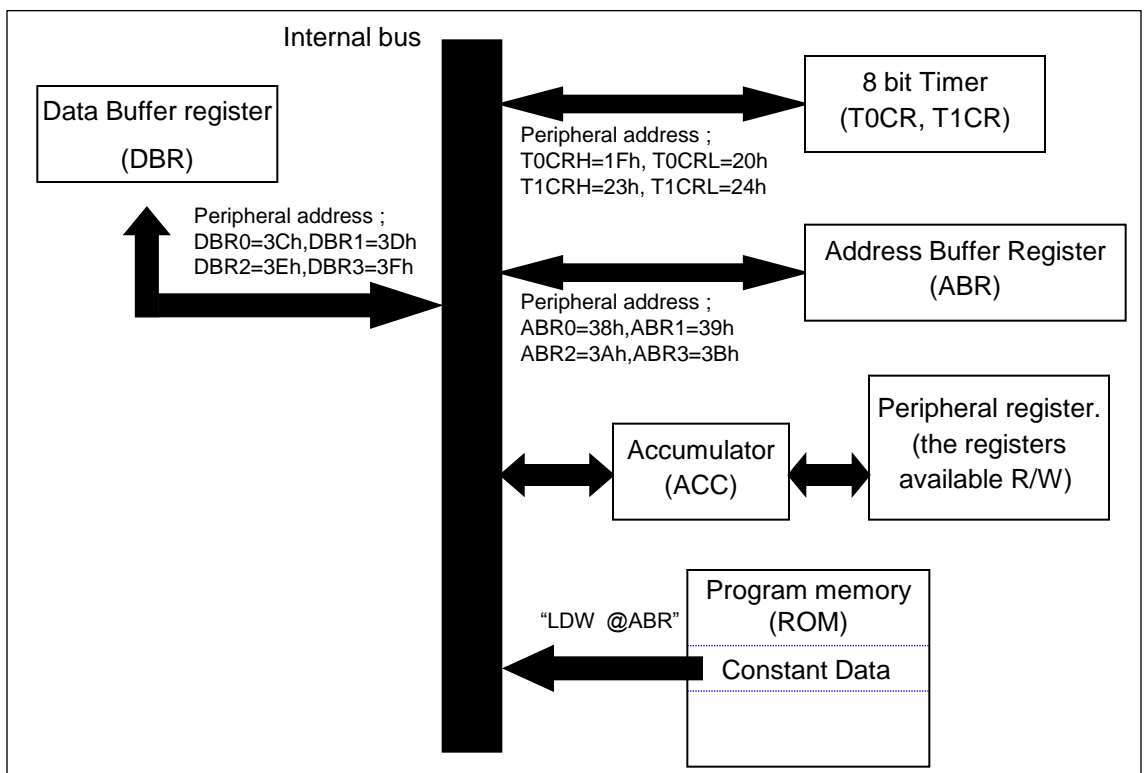 Internal bus
Data Buffer register
(DBR)
8 bit Timer
(T0CR, T1CR)
Peripheral address ;
T0CRH=1Fh, T0CRL=20h
T1CRH=23h, T1CRL=24h
Peripheral address ;
DBR0=3Ch,DBR1=3Dh
DBR2=3Eh,DBR3=3Fh
Address Buffer Register
(ABR)
Peripheral address ;
ABR0=38h,ABR1=39h
ABR2=3Ah,ABR3=3Bh
Accumulator
(ACC)
Peripheral register.
(the registers
available R/W)
“LDW @ABR”
Program memory
(ROM)
Constant Data